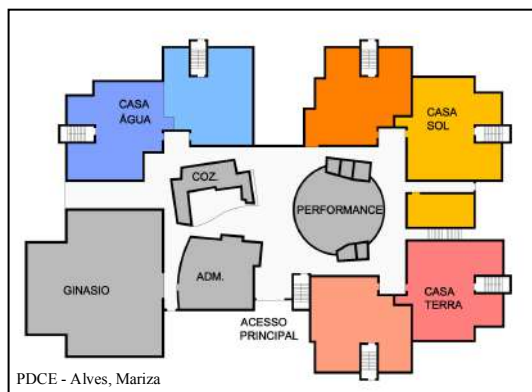 CASA
ÁGUA
CASA
SOL
COZ.
PERFORMANCE
GINASIO
ADM.
CASA
TERRA
ACESSO
PRINCIPAL
PDCE - Alves, Mariza